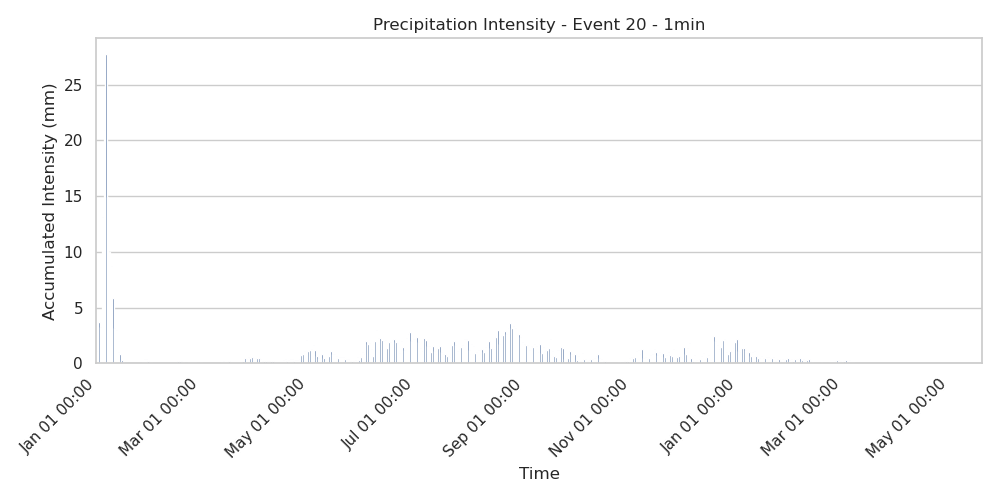 Precipitation Intensity - Event 20 - 1min
Accumulated Intensity (mm)
25
20
15
10
5
0
Jan 01 00:00
Mar 01 00:00
May 01 00:00
Jul 01 00:00
Sep 01 00:00
Nov 01 00:00
Jan 01 00:00
Mar 01 00:00
May 01 00:00
Time